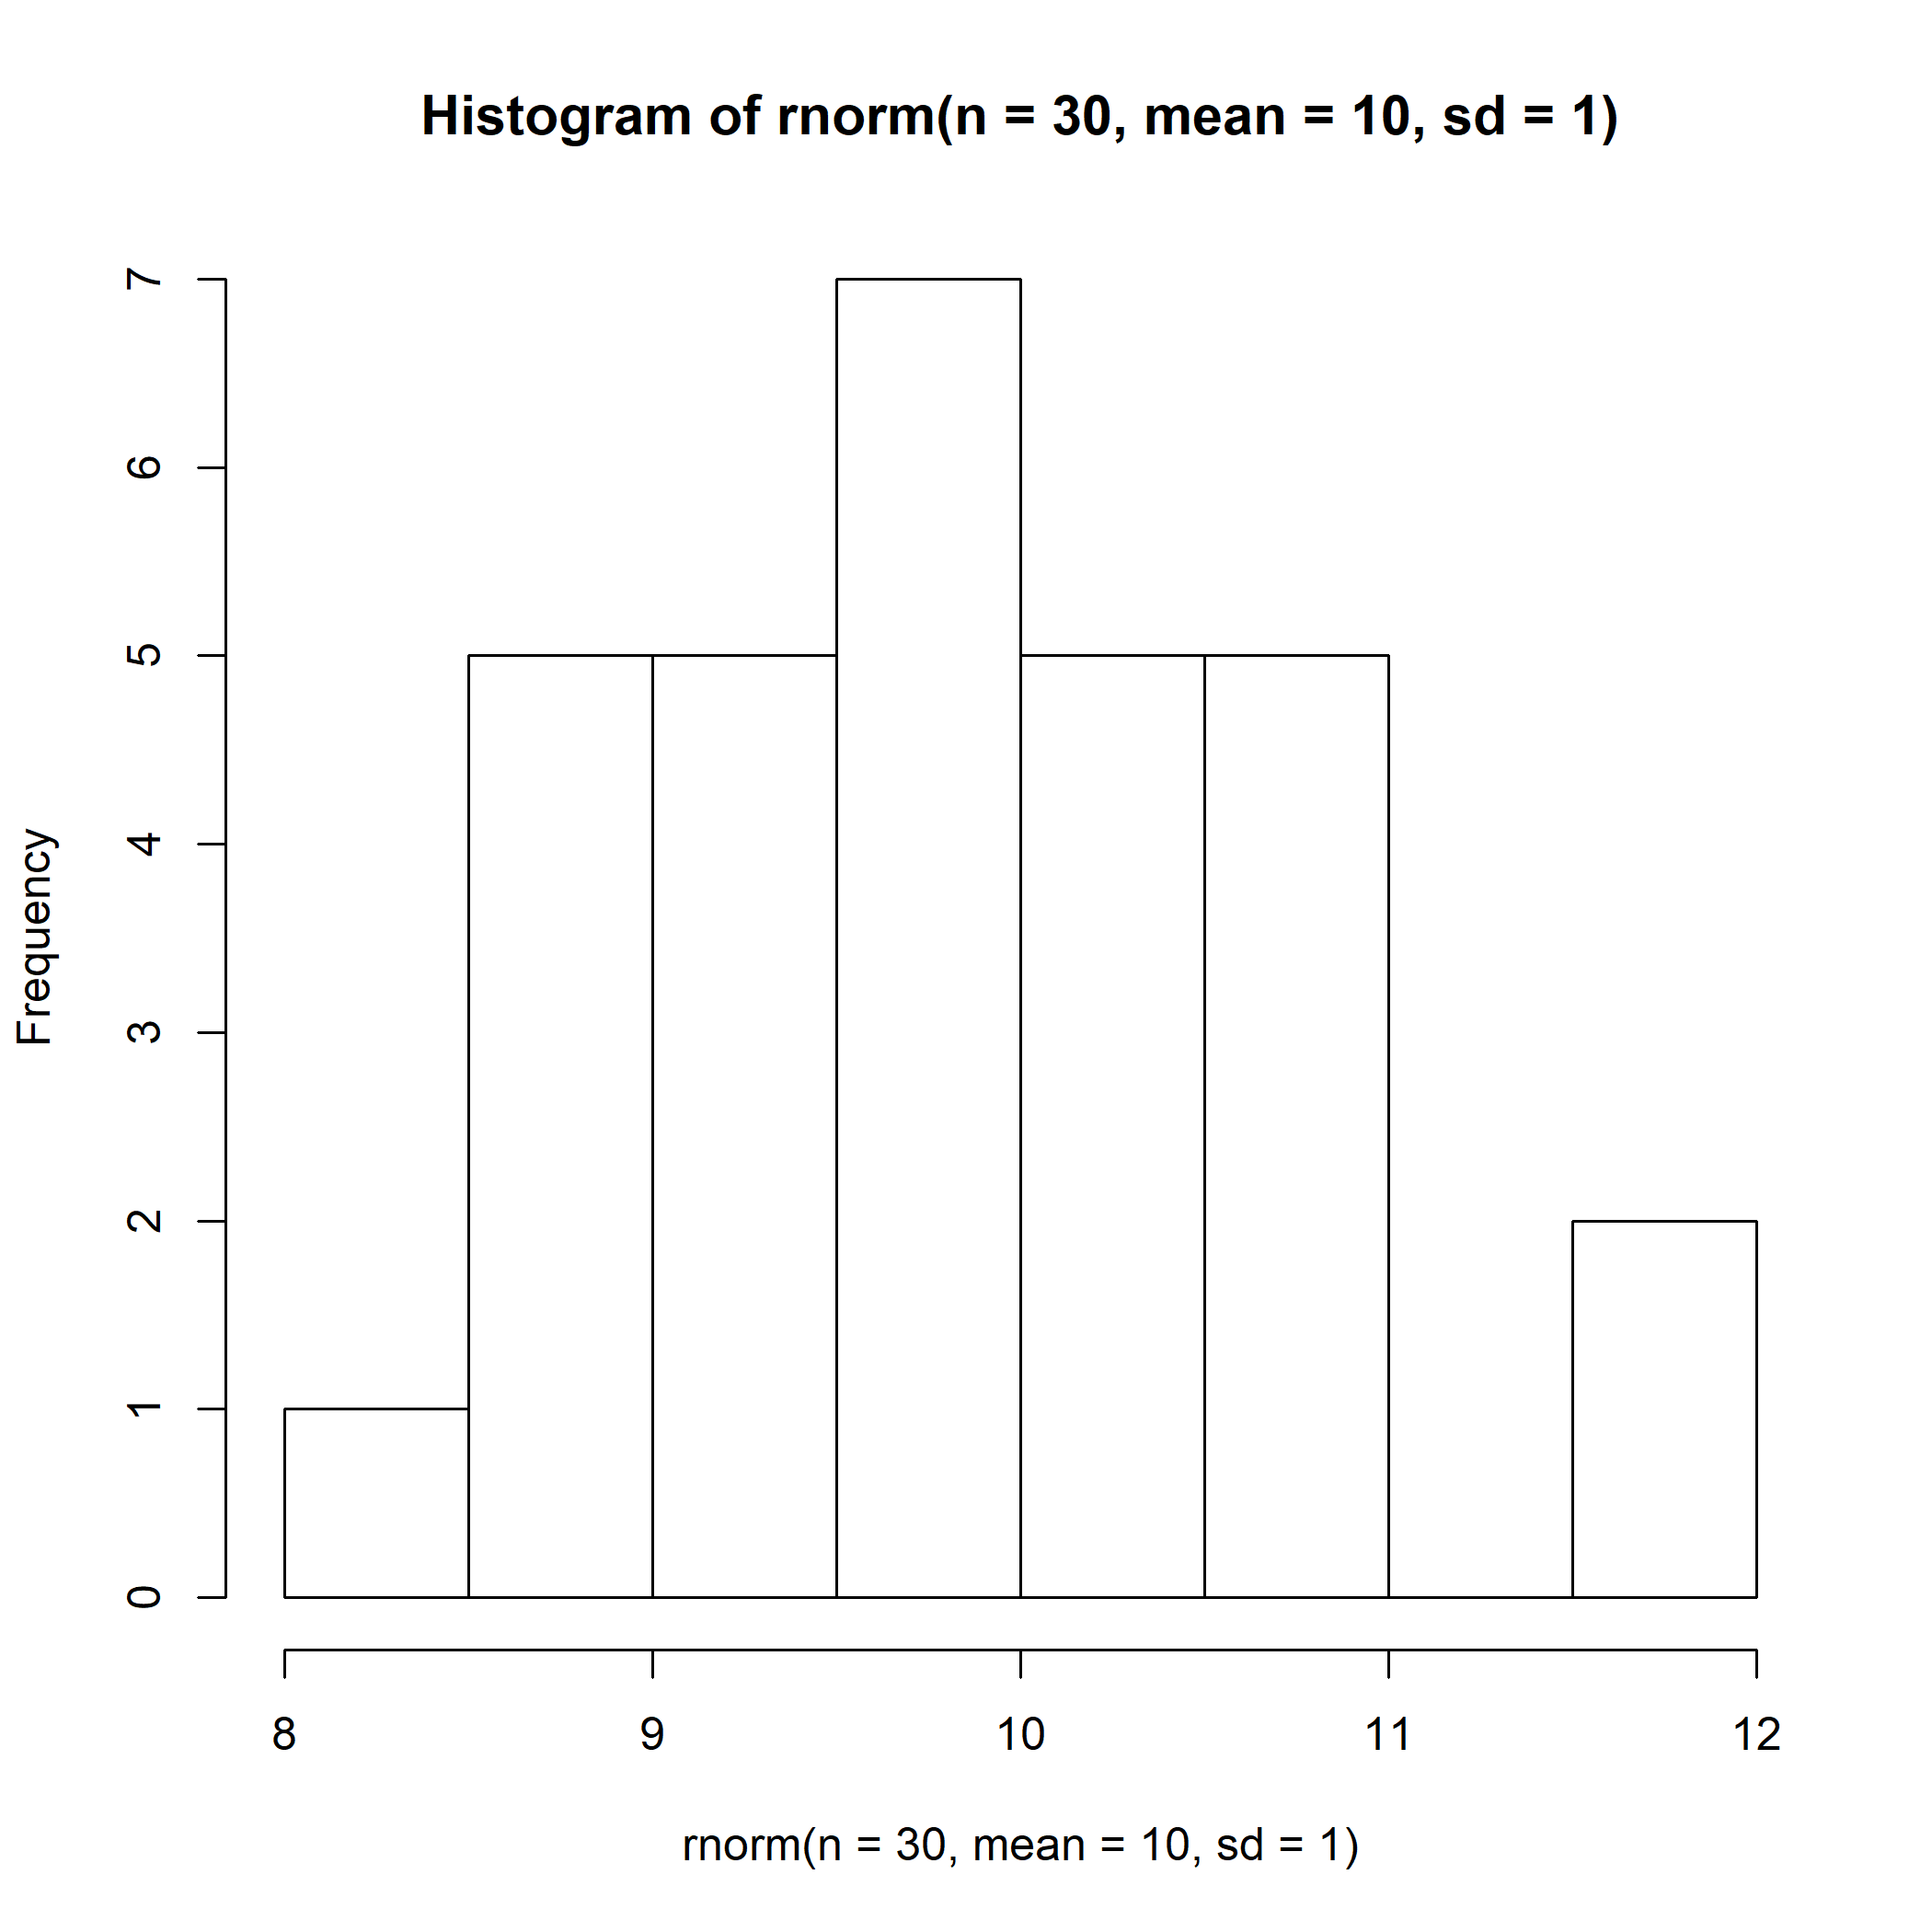 Histogram of rnorm(n = 30, mean = 10, sd = 1)
7
6
5
4
3
2
1
0
Frequency
8 9 10 11 12
rnorm(n = 30, mean = 10, sd = 1)